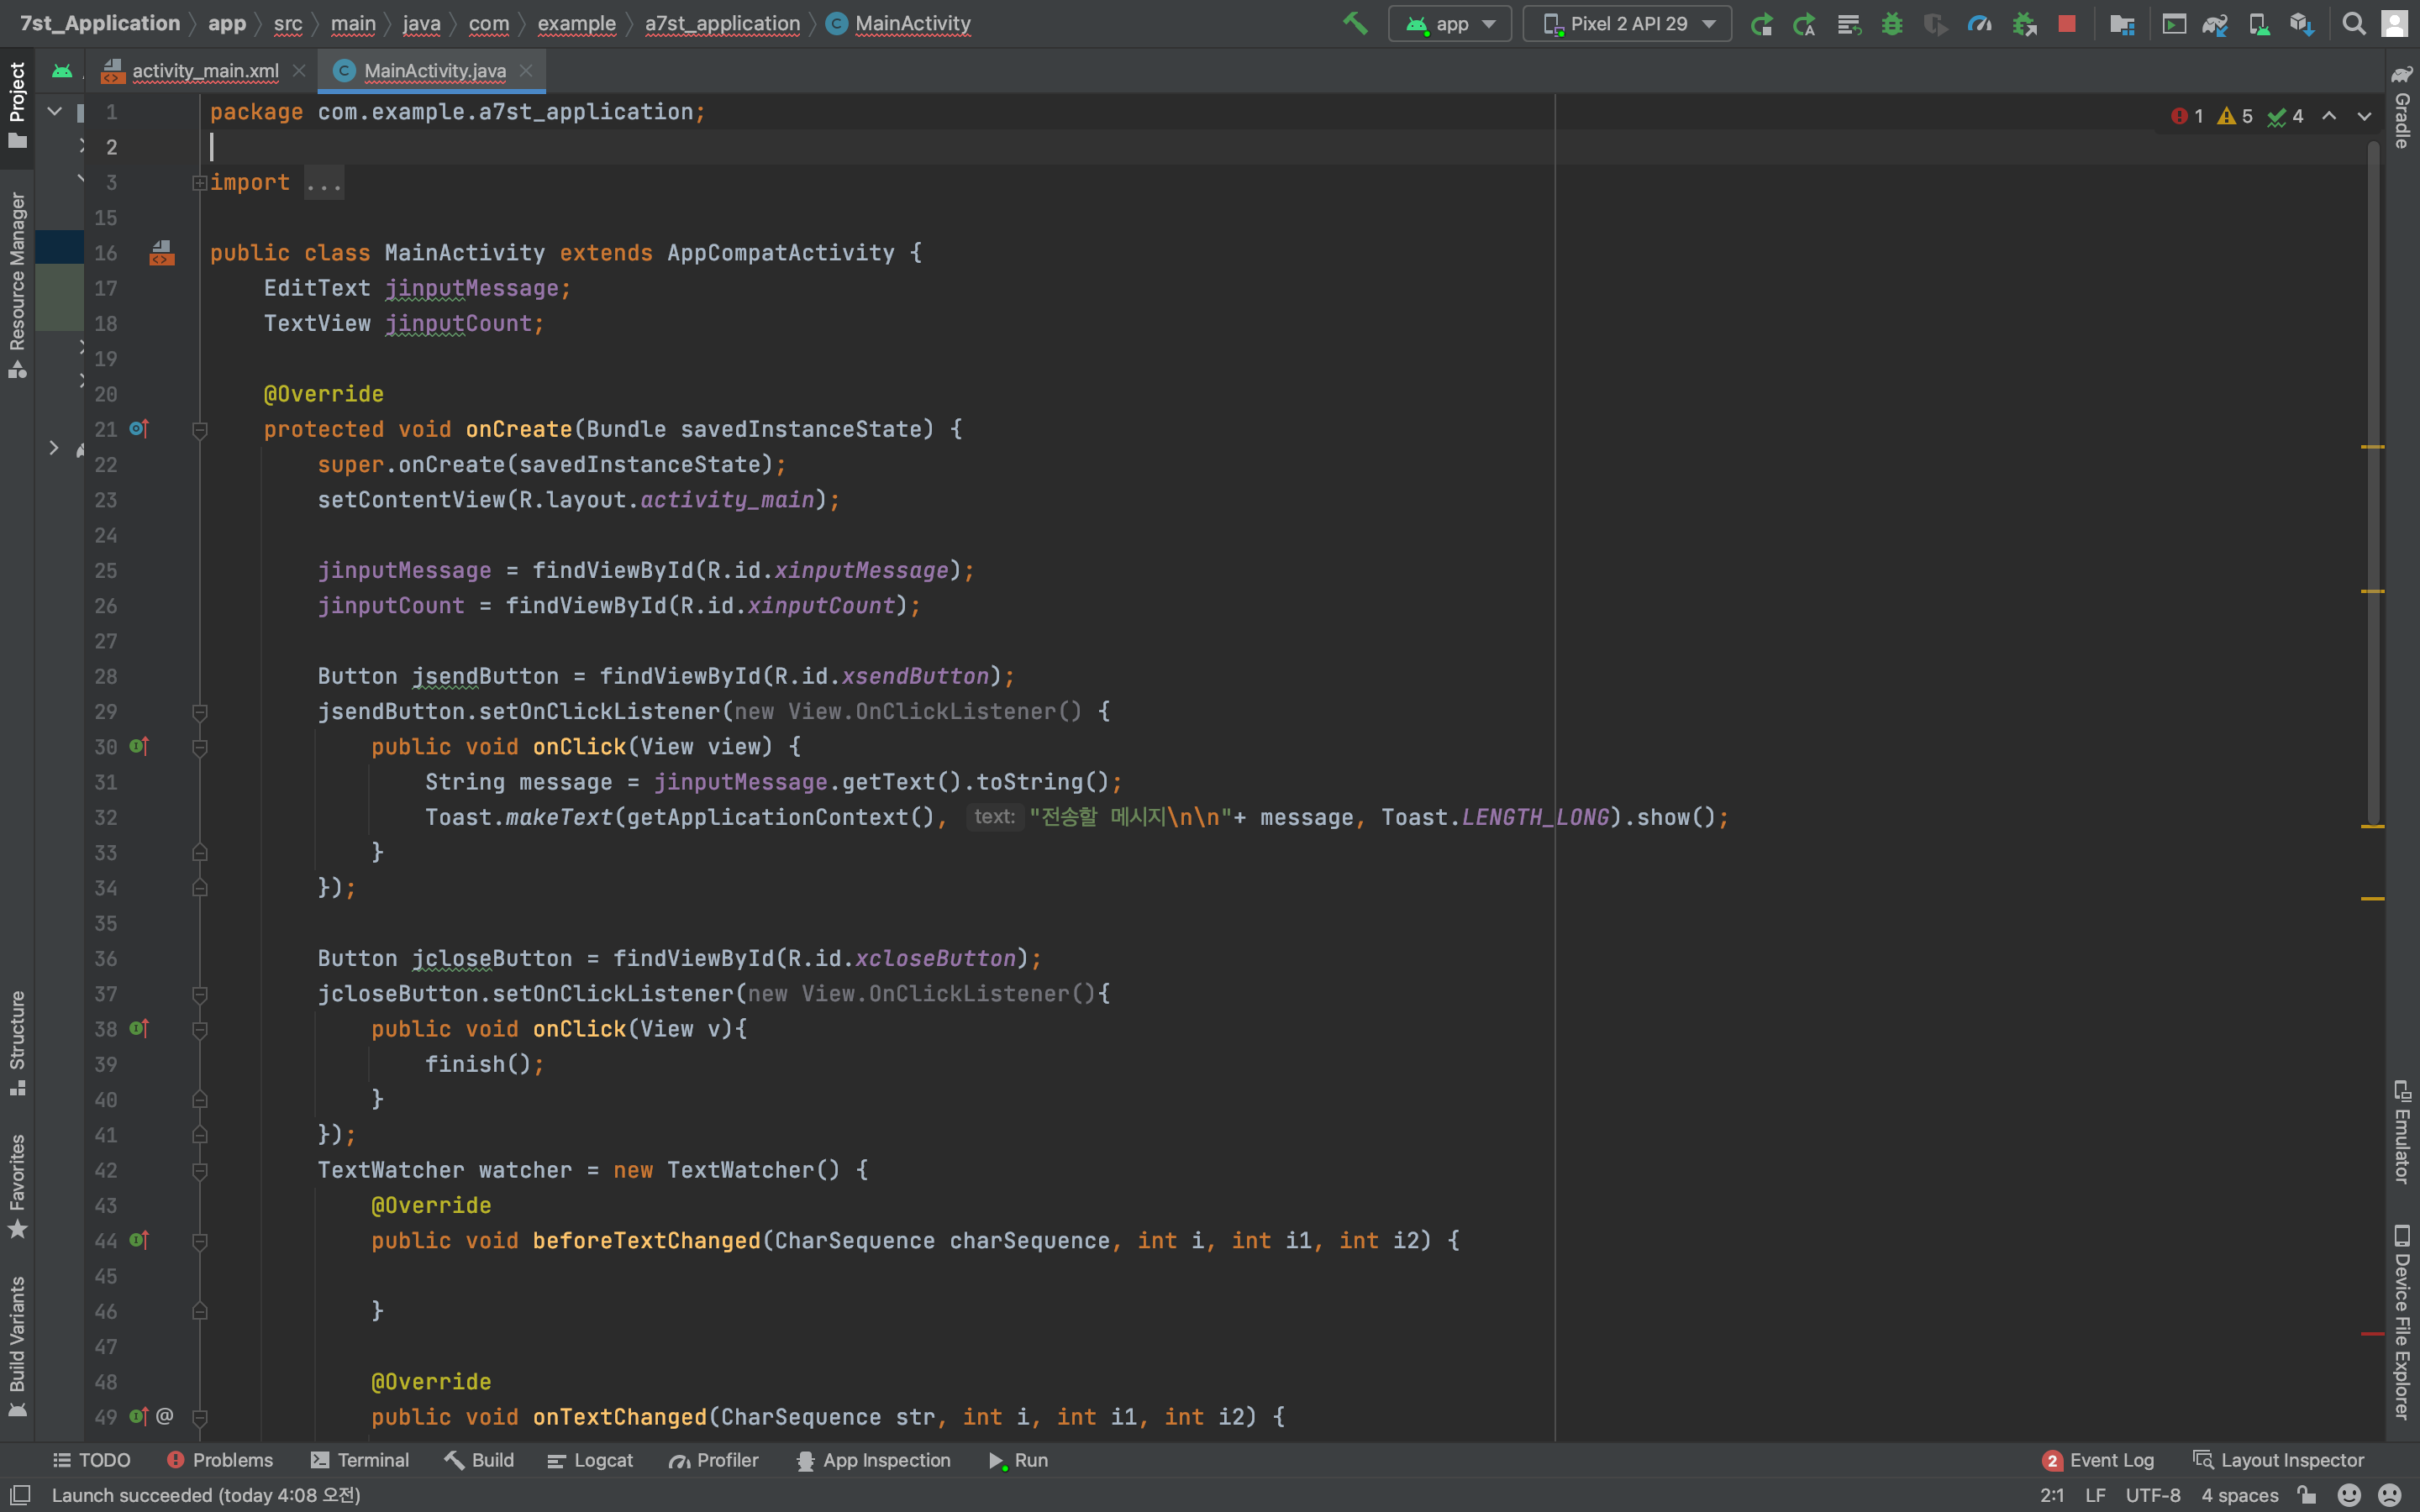 7st_Application app src main java com example a7st_application MainActivity app Pixel 2 API 29
activity_main.xml MainActivity.java
1 package com.example.a7st_application;
1 5 4
2
3 import ...
15
16 public class MainActivity extends AppCompatActivity {
17 EditText jinputMessage;
18 TextView jinputCount;
19
20 @Override
21 protected void onCreate(Bundle savedInstanceState) {
22 super.onCreate(savedInstanceState);
23 setContentView(R.layout.activity_main);
24
25 jinputMessage = findViewById(R.id.xinputMessage);
26 jinputCount = findViewById(R.id.xinputCount);
27
28 Button jsendButton = findViewById(R.id.xsendButton);
29 jsendButton.setOnClickListener(new View.OnClickListener() {
30 public void onClick(View view) {
31 String message = jinputMessage.getText().toString();
32 Toast.makeText(getApplicationContext(), text: "전송할 메시지\n\n"+ message, Toast.LENGTH_LONG).show();
33 }
34 });
35
36 Button jcloseButton = findViewById(R.id.xcloseButton);
37 jcloseButton.setOnClickListener(new View.OnClickListener(){
38 public void onClick(View v){
39 finish();
40 }
41 });
42 TextWatcher watcher = new TextWatcher() {
43 @Override
44 public void beforeTextChanged(CharSequence charSequence, int i, int i1, int i2) {
45
46 }
47
48 @Override
49 @ public void onTextChanged(CharSequence str, int i, int i1, int i2) {
Project
Resource Manager
Structure
Favorites
Build Variants
Gradle
Emulator
Device File Explorer
TODO Problems Terminal Build Logcat Profiler App Inspection Run 2 Event Log Layout Inspector
Launch succeeded (today 4:08 오전) 2:1 LF UTF-8 4 spaces